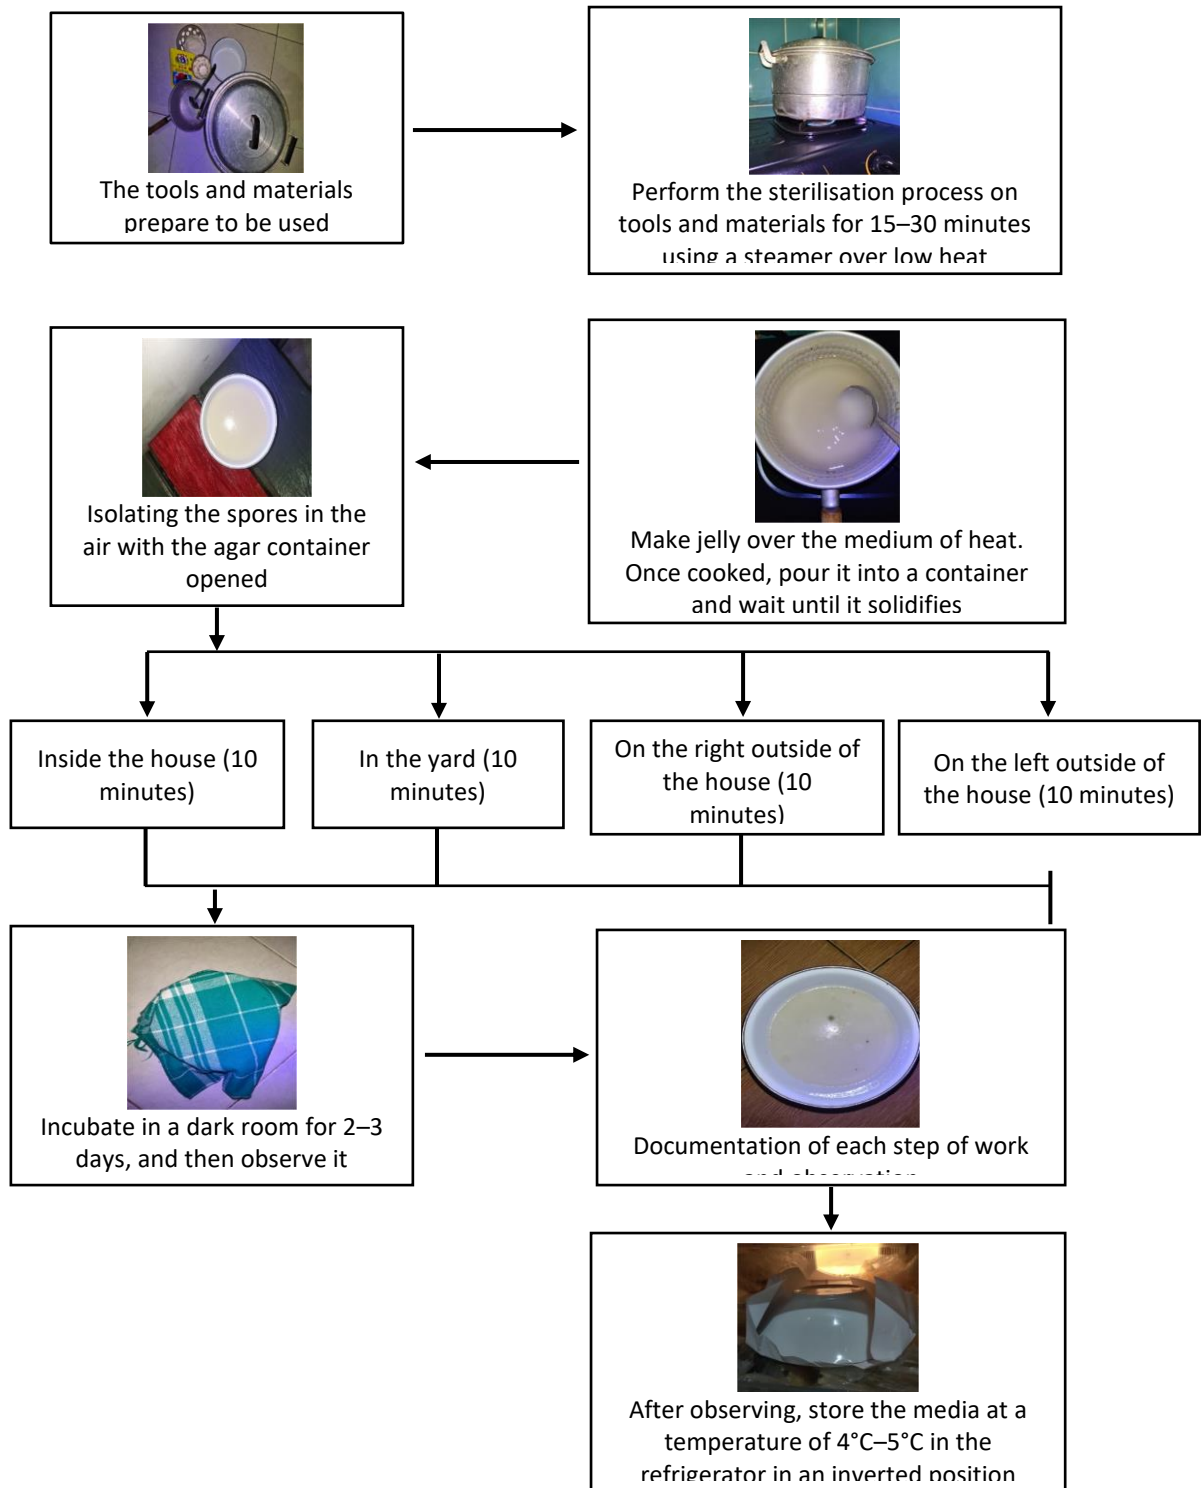 The tools and materials
prepare to be used
Perform the sterilisation process on
tools and materials for 15–30 minutes
using a steamer over low heat
Isolating the spores in the
air with the agar container
opened
Make jelly over the medium of heat.
Once cooked, pour it into a container
and wait until it solidifies
Inside the house (10
minutes)
In the yard (10
minutes)
On the right outside of
the house (10
minutes)
On the left outside of
the house (10 minutes)
Incubate in a dark room for 2–3
days, and then observe it
Documentation of each step of work
and observation
After observing, store the media at a
temperature of 4°C–5°C in the
refrigerator in an inverted position